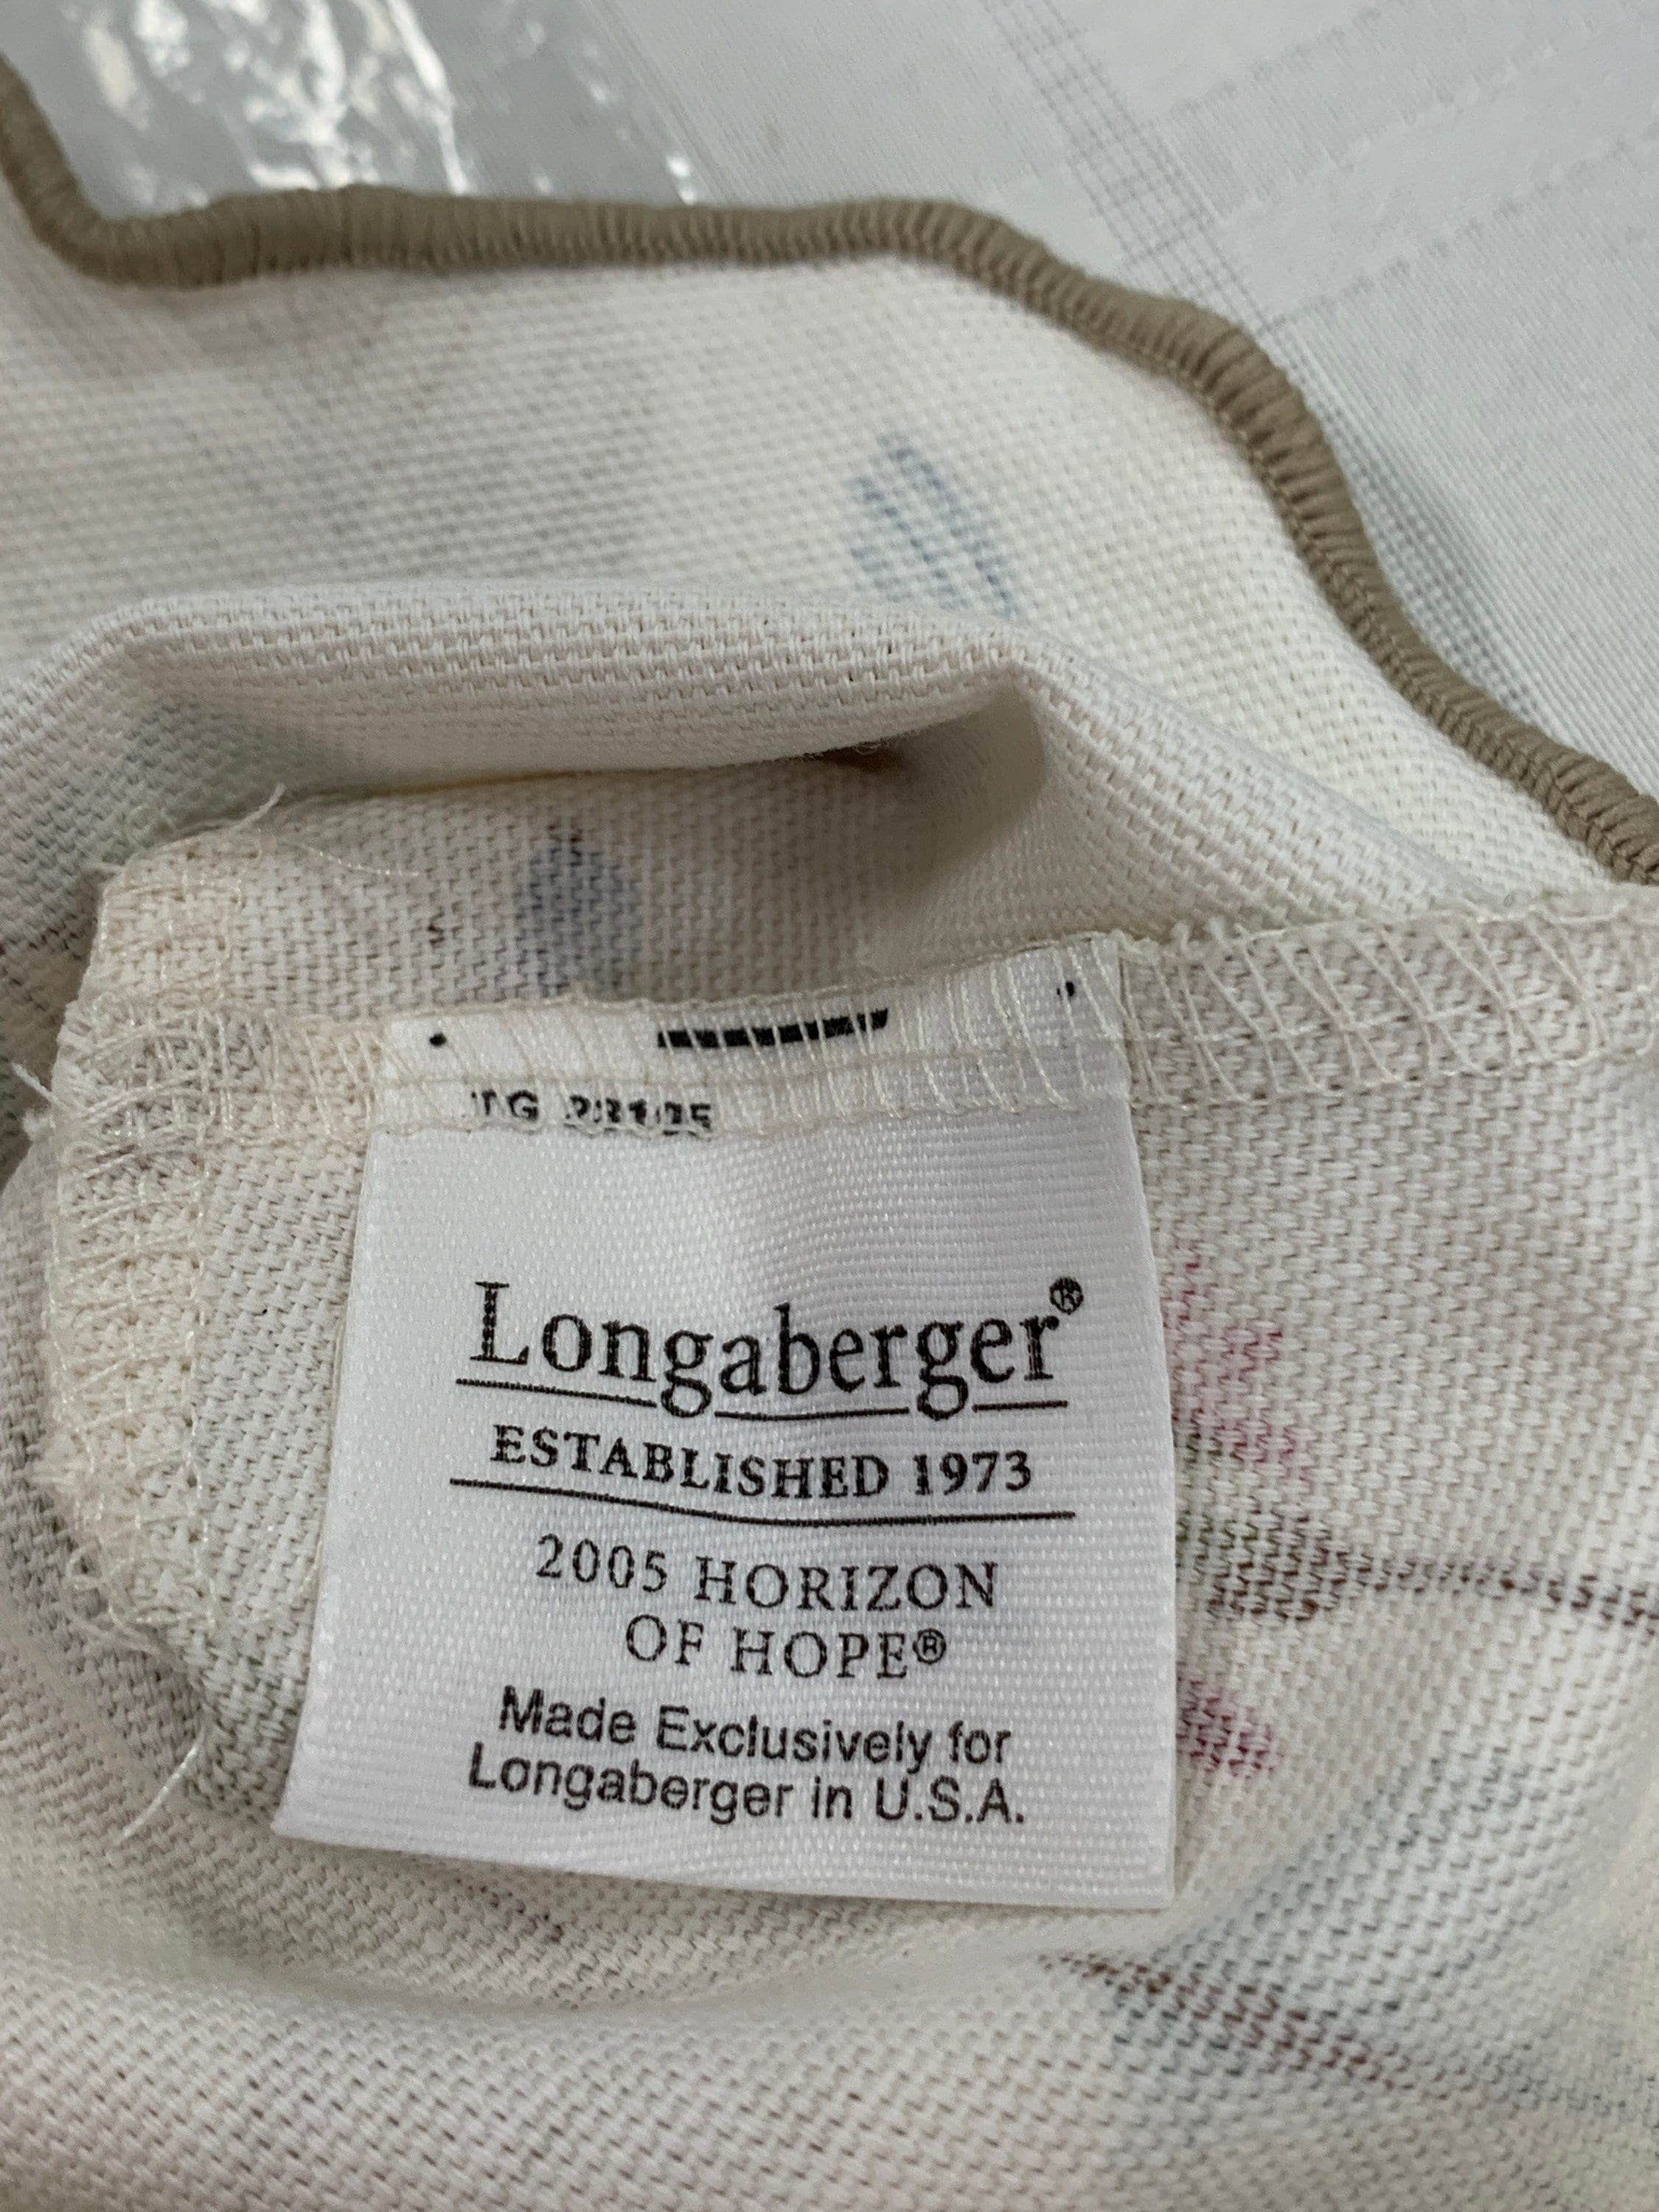 Longaberger®
ESTABLISHED 1973
2005 HORIZON
OF HOPE®
Made Exclusively for
Longaberger in U.S.A.